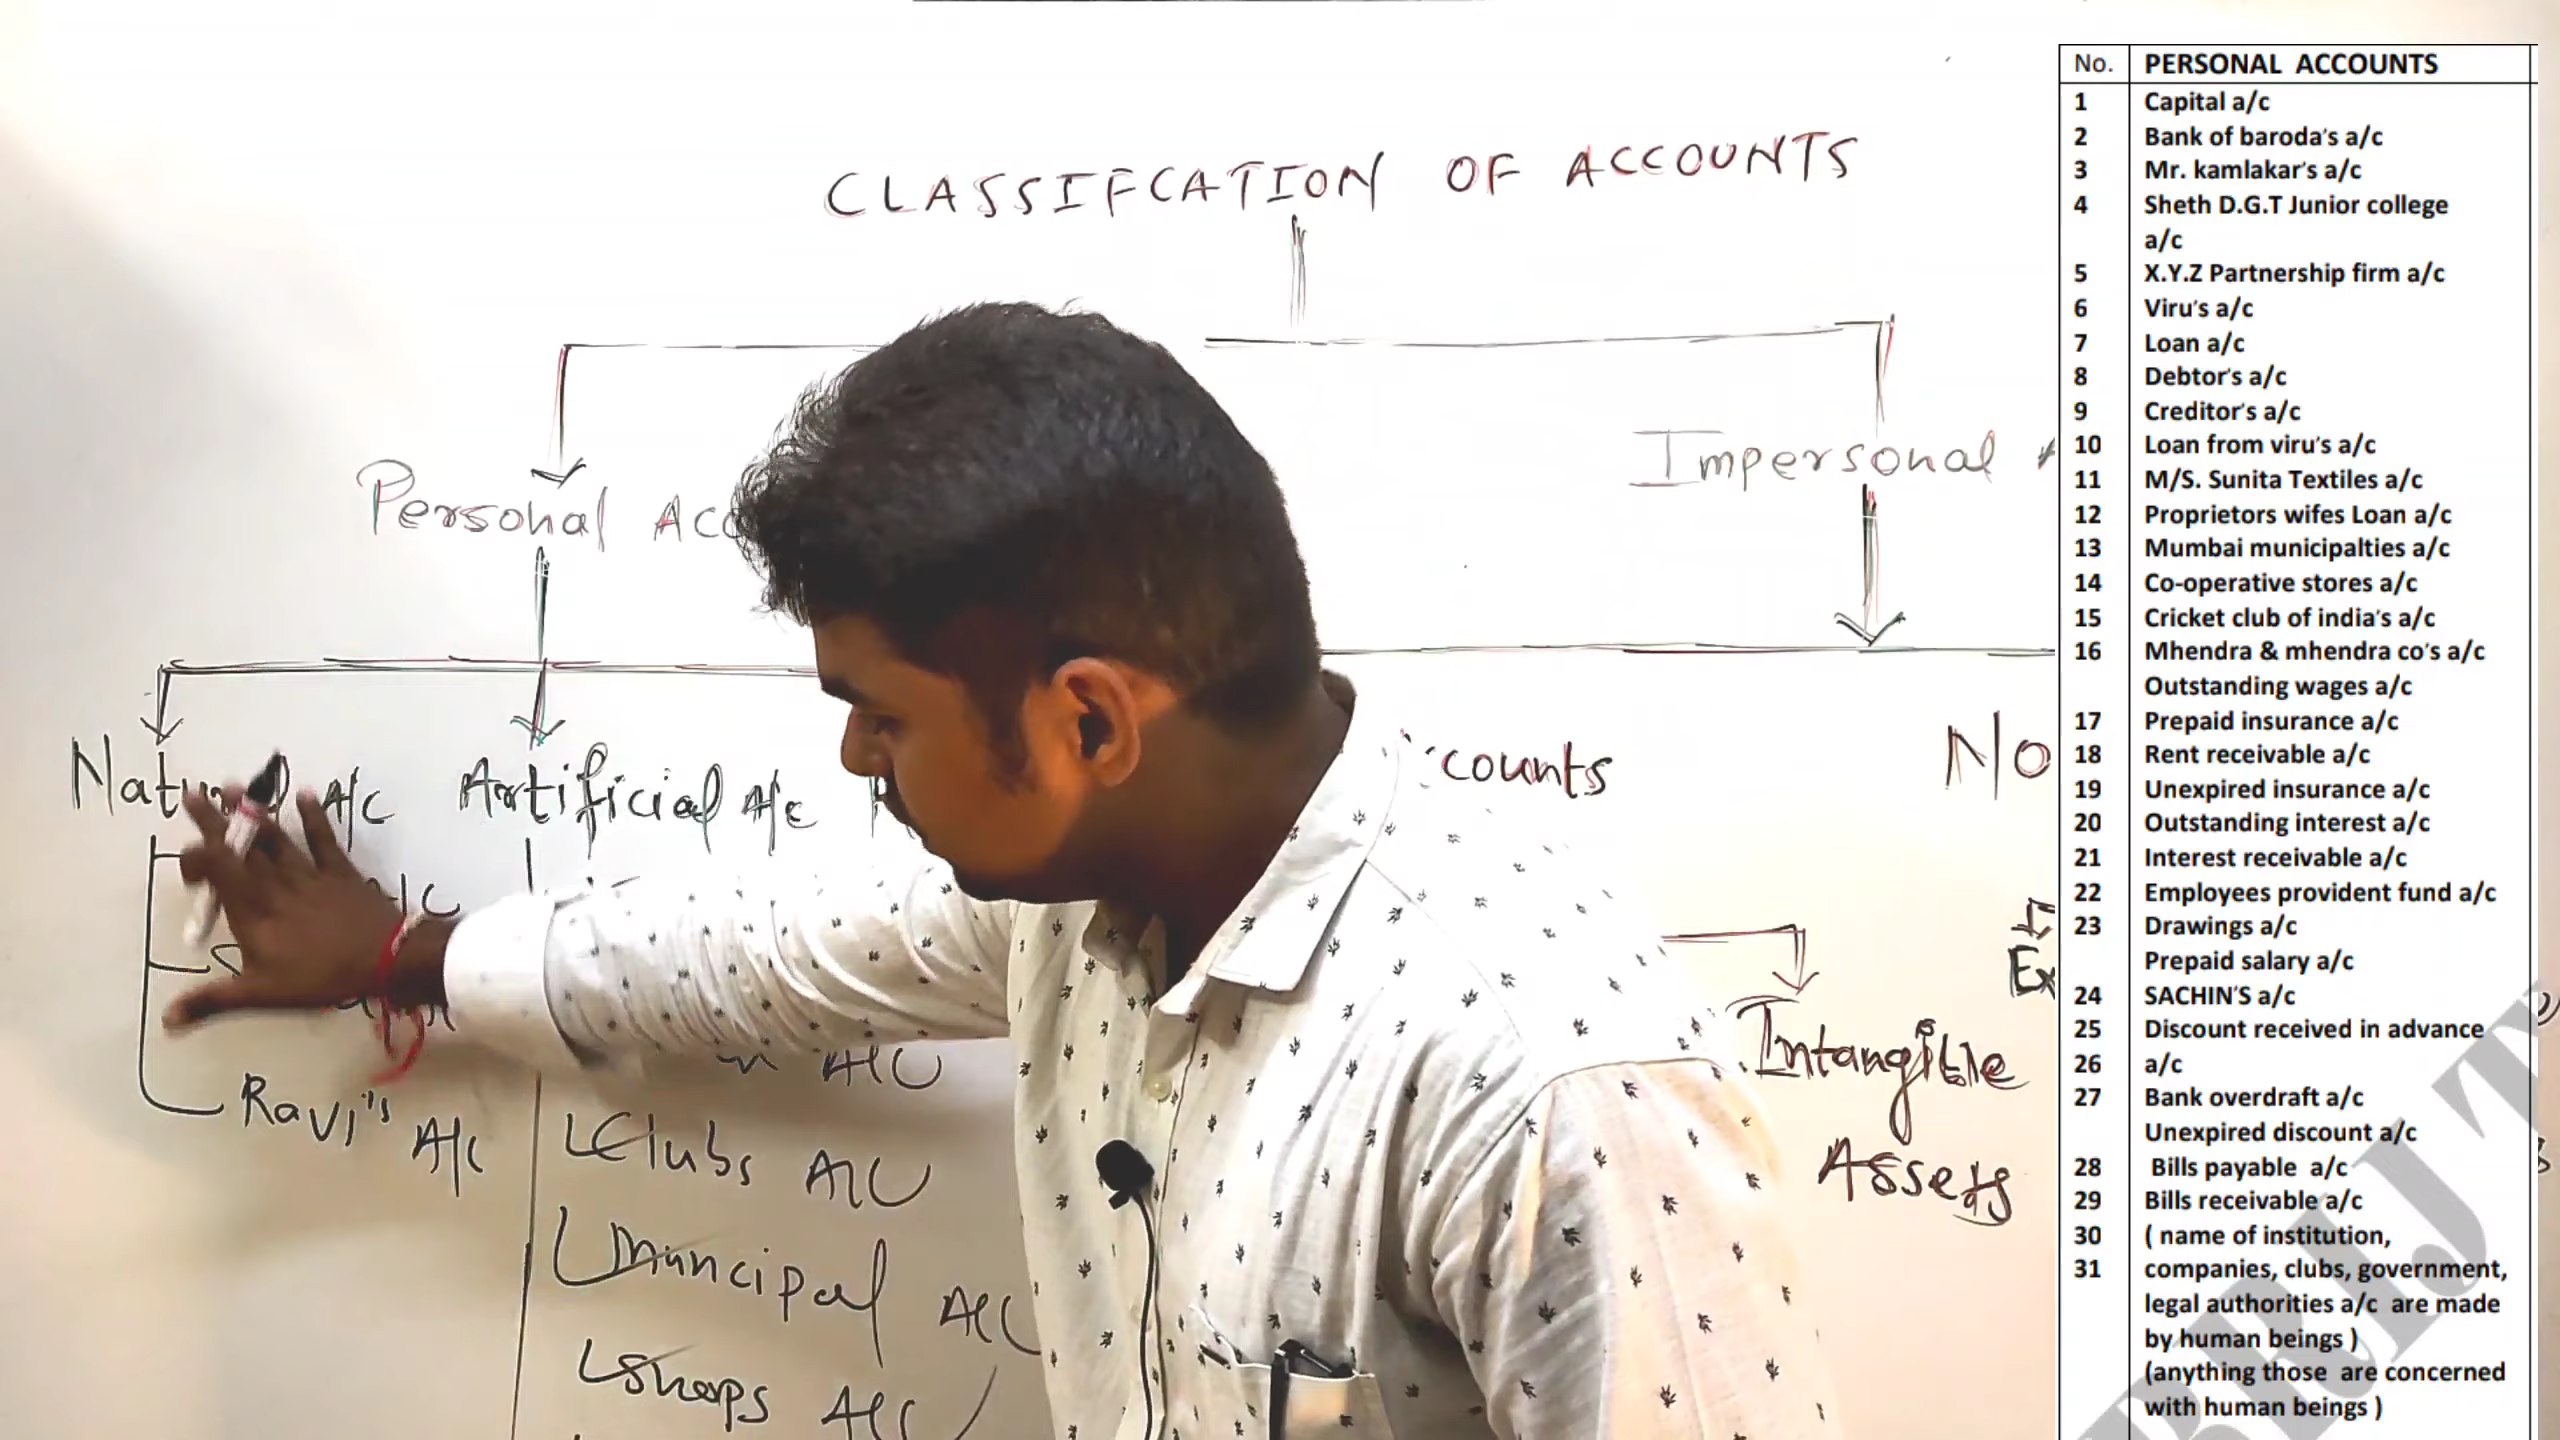 CLASSIFCATION OF ACCOUNTS
Personal
Impersonal
A/C Artificial A/C
counts
A/C
Ravi's A/C
Clubs A/C
Muncipal A/C
Shops A/C
Intangible
Assets
No. PERSONAL ACCOUNTS
1 Capital a/c
2 Bank of baroda's a/c
3 Mr. kamlakar's a/c
4 Sheth D.G.T Junior college
a/c
5 X.Y.Z Partnership firm a/c
6 Viru's a/c
7 Loan a/c
8 Debtor's a/c
9 Creditor's a/c
10 Loan from viru's a/c
11 M/S. Sunita Textiles a/c
12 Proprietors wifes Loan a/c
13 Mumbai municipalties a/c
14 Co-operative stores a/c
15 Cricket club of india's a/c
16 Mhendra & mhendra co's a/c
Outstanding wages a/c
17 Prepaid insurance a/c
18 Rent receivable a/c
19 Unexpired insurance a/c
20 Outstanding interest a/c
21 Interest receivable a/c
22 Employees provident fund a/c
23 Drawings a/c
Prepaid salary a/c
24 SACHIN'S a/c
25 Discount received in advance
26 a/c
27 Bank overdraft a/c
Unexpired discount a/c
28 Bills payable a/c
29 Bills receivable a/c
30 ( name of institution,
31 companies, clubs, government,
legal authorities a/c are made
by human beings )
(anything those are concerned
with human beings )